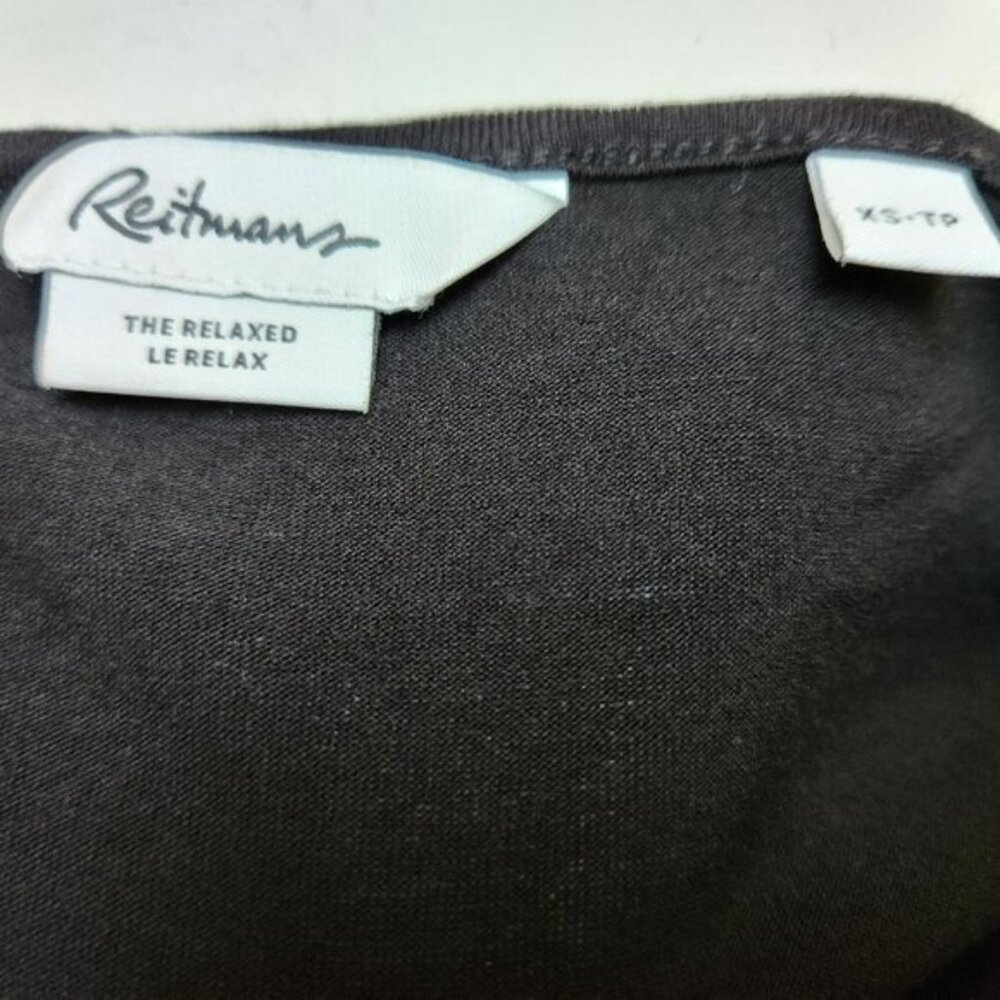 Reitmans
XS-TP
THE RELAXED
LE RELAX